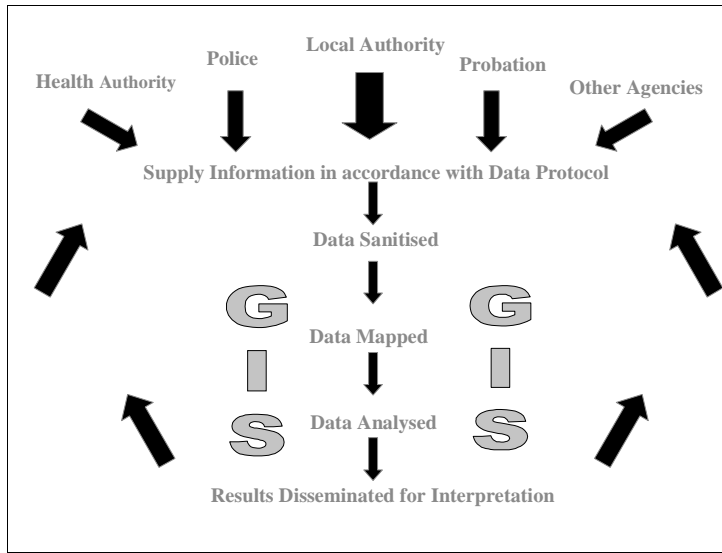 Local Authority
Police
Probation
Health Authority
Other Agencies
Supply Information in accordance with Data Protocol
Data Sanitised
G
I
S
G
I
S
Data Mapped
Data Analysed
Results Disseminated for Interpretation